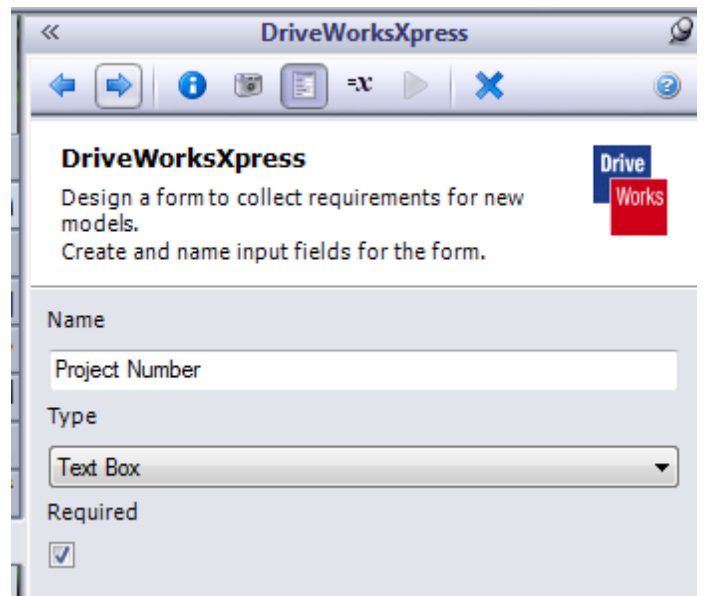 DriveWorksXpress
=x
DriveWorksXpress
Drive
Works
Design a form to collect requirements for new
models.
Create and name input fields for the form.
Name
Project Number
Type
Text Box
Required